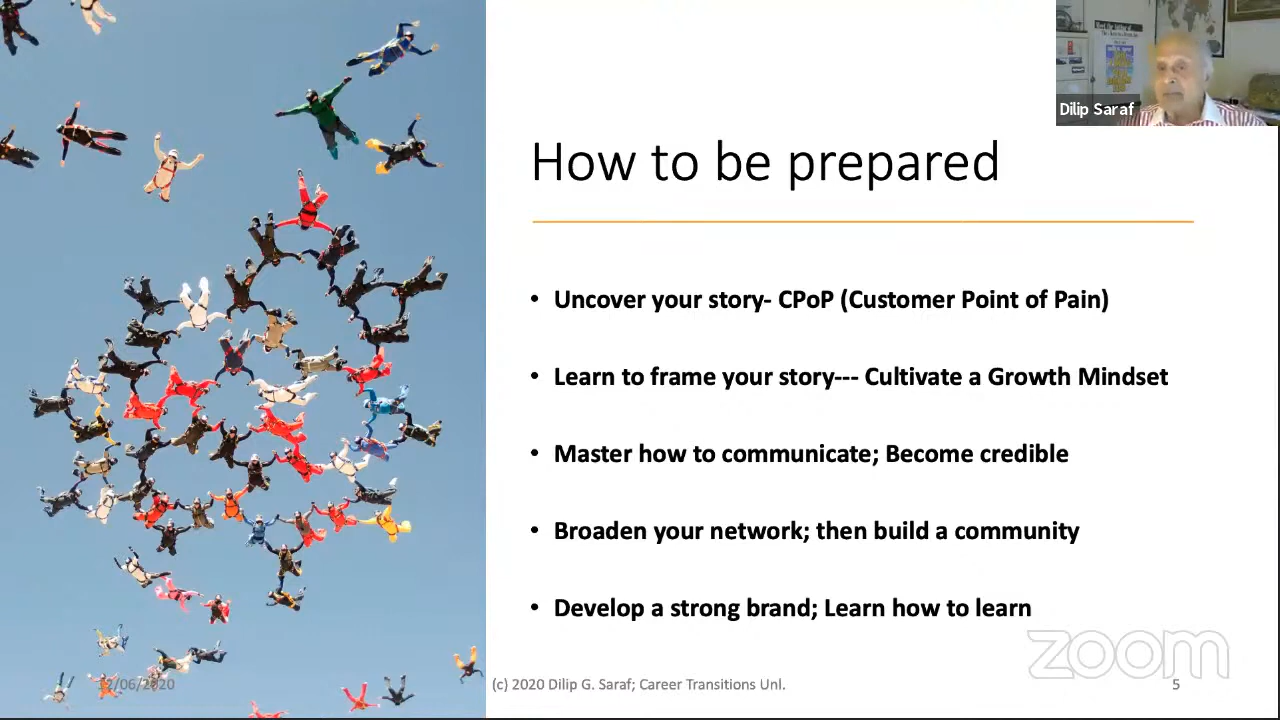 Dilip Saraf
How to be prepared
• Uncover your story- CPoP (Customer Point of Pain)
• Learn to frame your story--- Cultivate a Growth Mindset
• Master how to communicate; Become credible
• Broaden your network; then build a community
• Develop a strong brand; Learn how to learn
zoom
/06/2020
(c) 2020 Dilip G. Saraf; Career Transitions Unl.
5